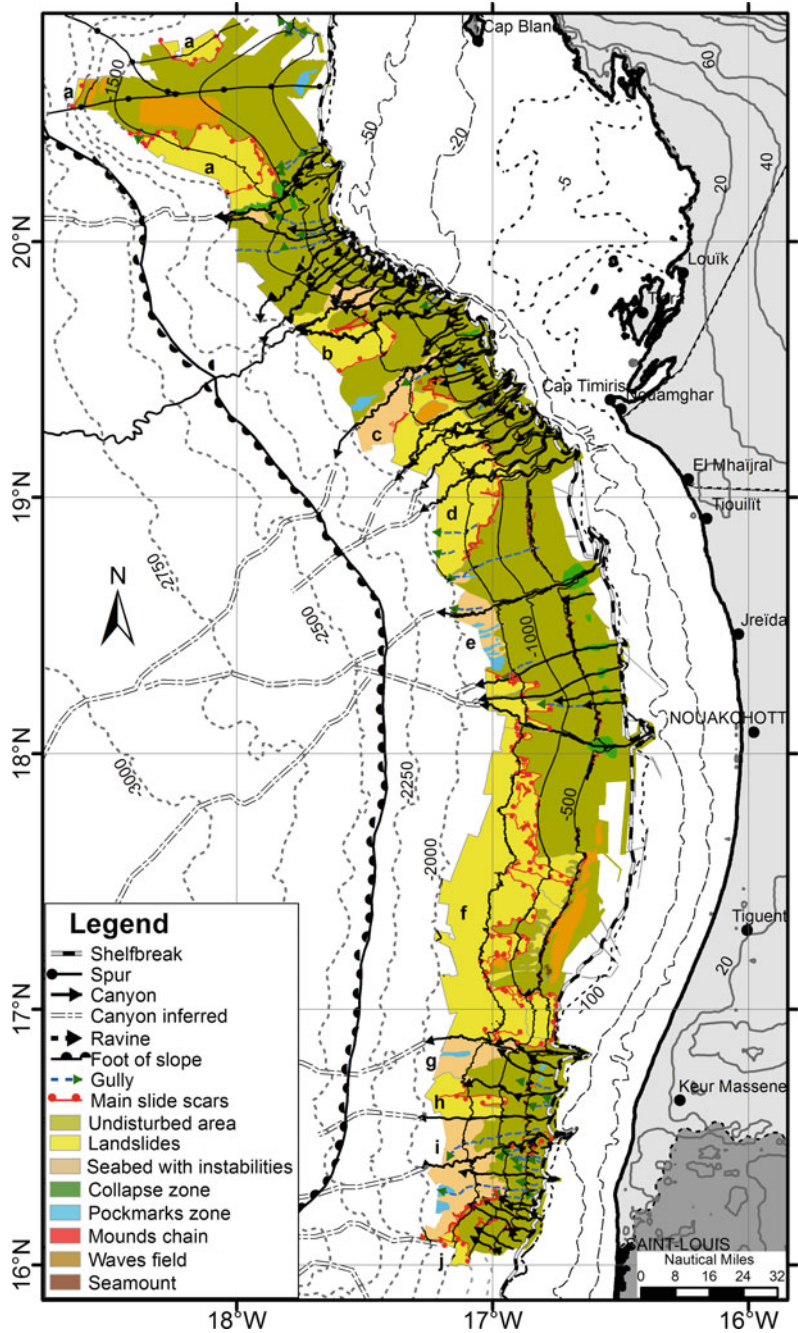 Cap Blanc
a
-1500
a
-50
-20
60
40
20
a
-5
20°N
Louïk
b
Cap Timiris
Nouamghar
c
El Mhaïjrat
19°N
Tiouilît
d
N
-2750
-2500
-1000
Jreïda
e
NOUAKCHOTT
18°N
-3000
-2250
-500
-2000
f
Tiguent
20
17°N
-100
g
Keur Massene
h
i
SAINT-LOUIS
16°N
j
Legend
Shelfbreak
Spur
Canyon
Canyon inferred
Ravine
Foot of slope
Gully
Main slide scars
Undisturbed area
Landslides
Seabed with instabilities
Collapse zone
Pockmarks zone
Mounds chain
Waves field
Seamount
Nautical Miles
0 8 16 24 32
18°W 17°W 16°W